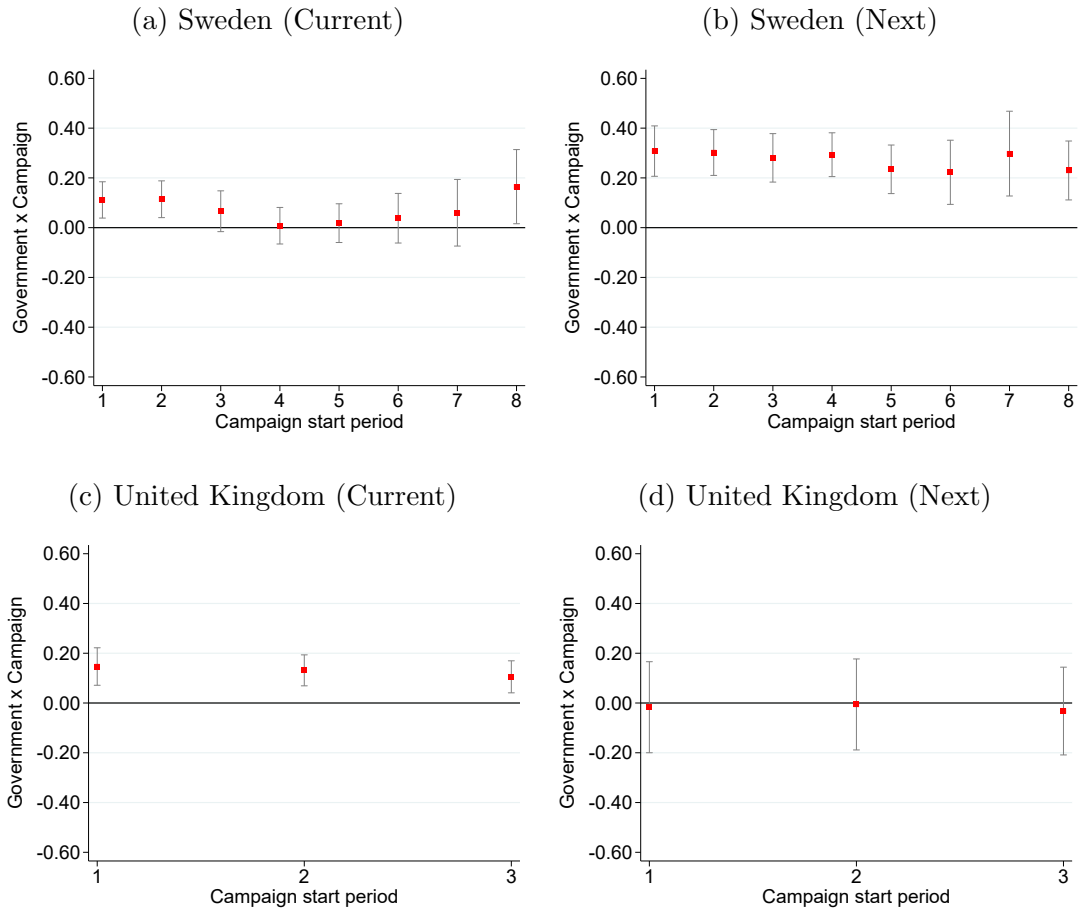 (a) Sweden (Current)
Government x Campaign
0.60
0.40
0.20
0.00
-0.20
-0.40
-0.60
1 2 3 4 5 6 7 8
Campaign start period
(b) Sweden (Next)
Government x Campaign
0.60
0.40
0.20
0.00
-0.20
-0.40
-0.60
1 2 3 4 5 6 7 8
Campaign start period
(c) United Kingdom (Current)
Government x Campaign
0.60
0.40
0.20
0.00
-0.20
-0.40
-0.60
1 2 3
Campaign start period
(d) United Kingdom (Next)
Government x Campaign
0.60
0.40
0.20
0.00
-0.20
-0.40
-0.60
1 2 3
Campaign start period